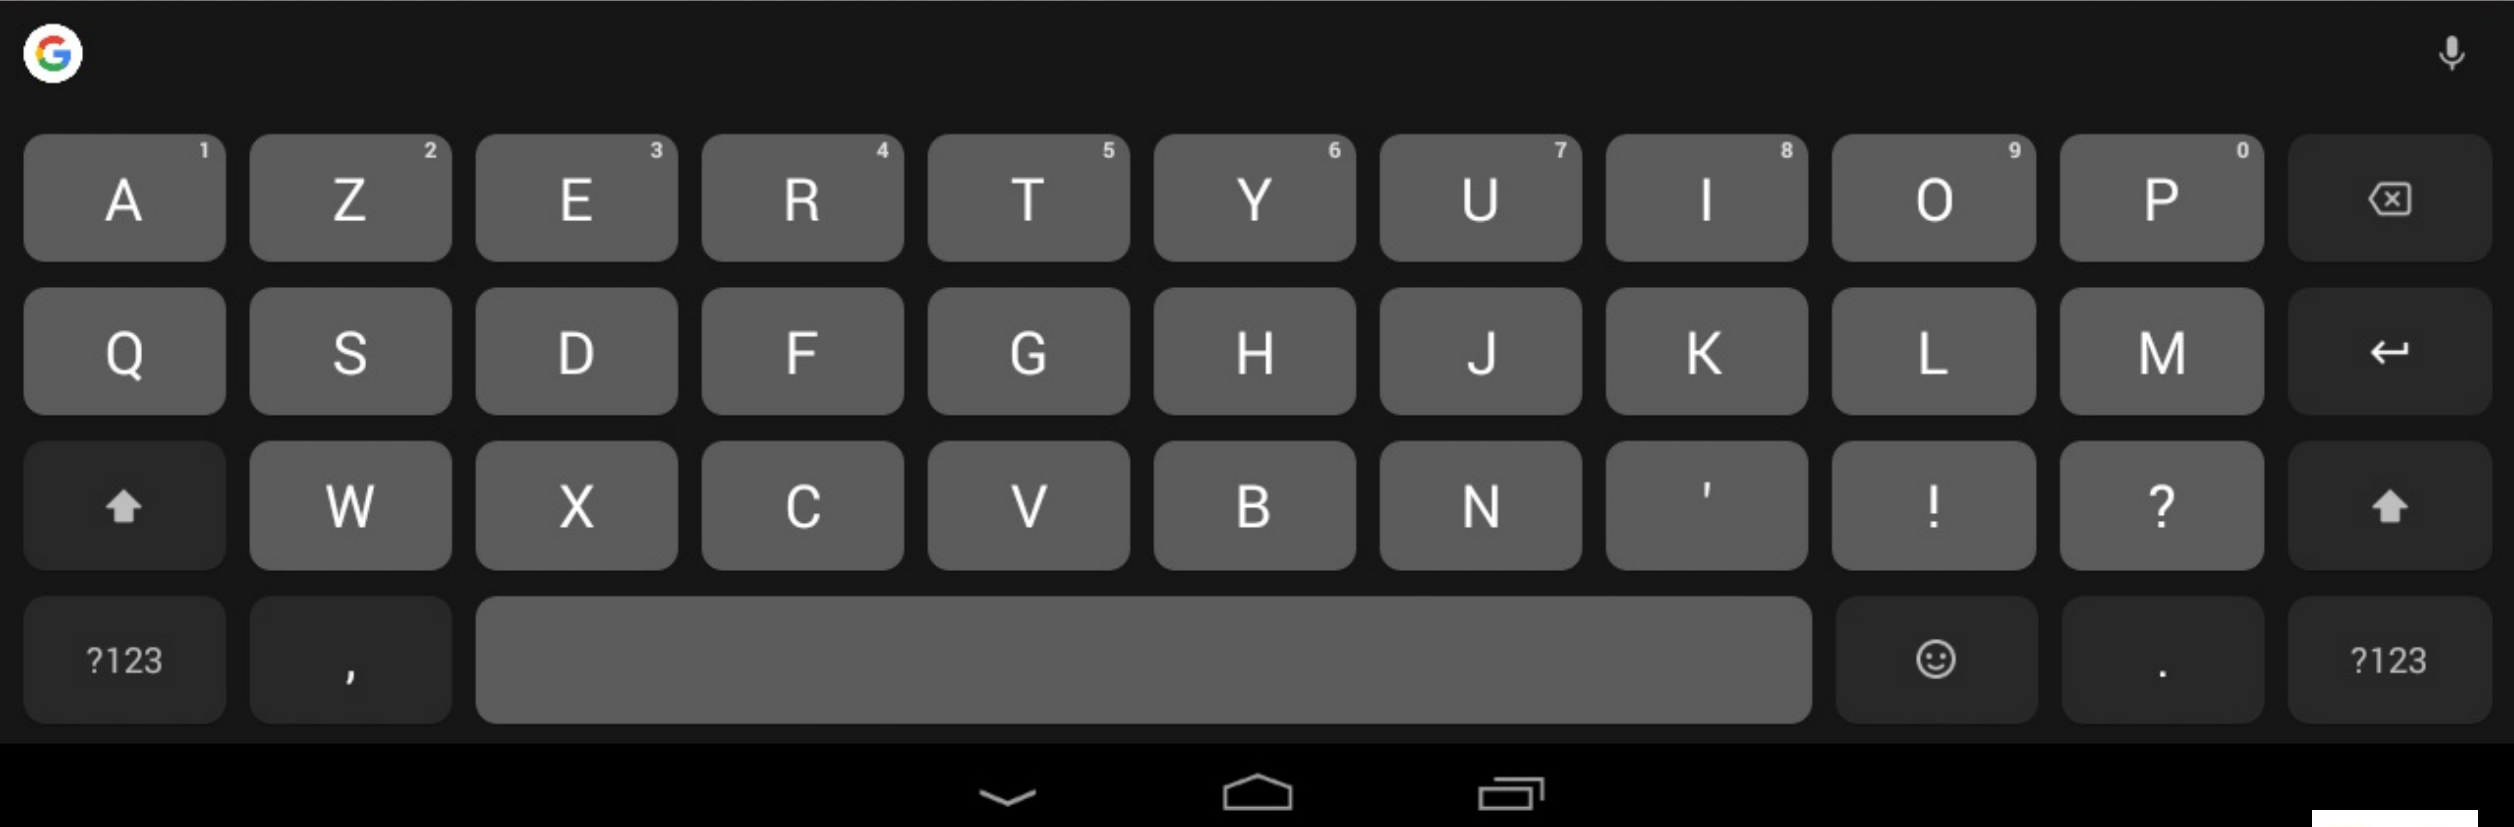 G
1 2 3 4 5 6 7 8 9 0
A Z E R T Y U I O P
Q S D F G H J K L M
W X C V B N ' ! ?
?123 , . ?123